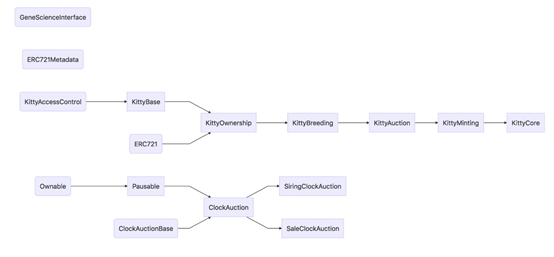 GeneScienceInterface
ERC721Metadata
KittyAccessControl
KittyBase
ERC721
KittyOwnership
KittyBreeding
KittyAuction
KittyMinting
KittyCore
Ownable
Pausable
ClockAuctionBase
ClockAuction
SiringClockAuction
SaleClockAuction